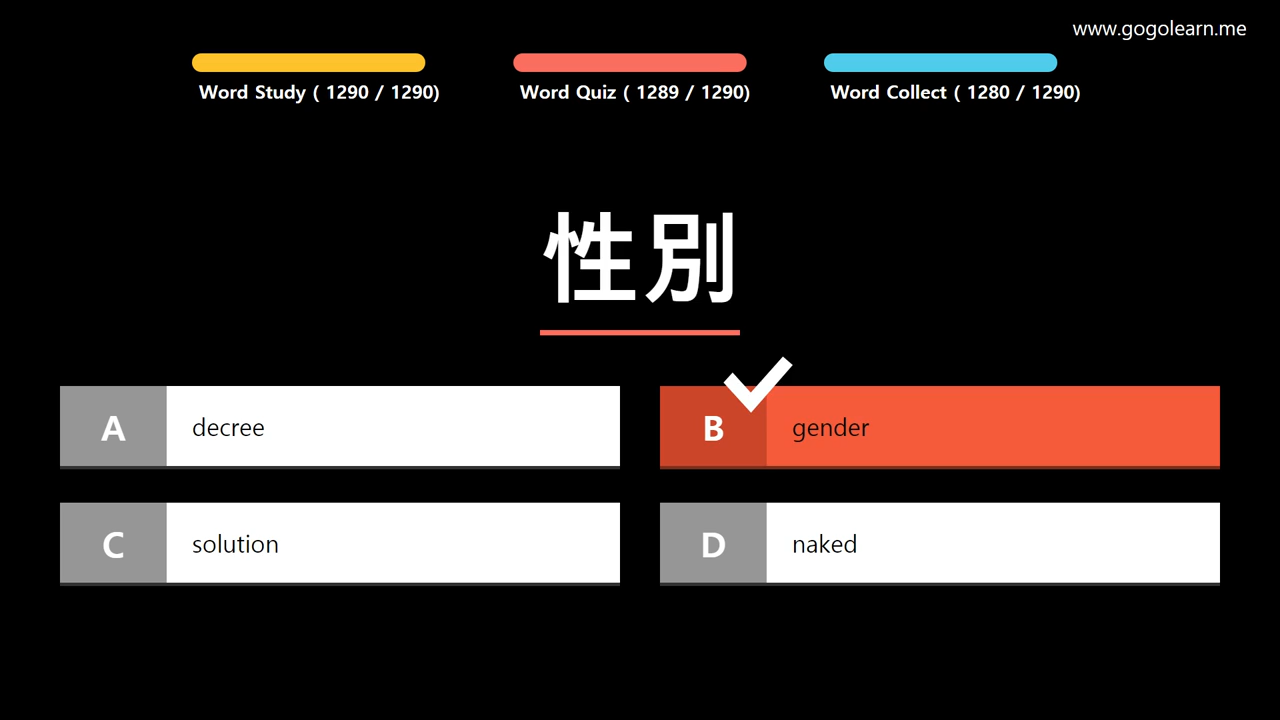 www.gogolearn.me
Word Study ( 1290 / 1290)
Word Quiz ( 1289 / 1290)
Word Collect ( 1280 / 1290)
性別
A decree
B gender
C solution
D naked